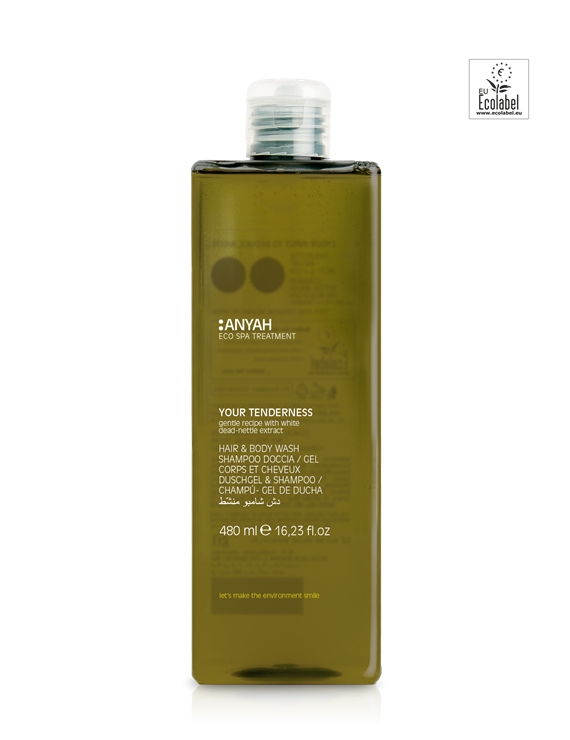 EU
Ecolabel
www.ecolabel.eu
:ANYAH
ECO SPA TREATMENT
YOUR TENDERNESS
gentle recipe with white
dead-nettle extract
HAIR & BODY WASH
SHAMPOO DOCCIA / GEL
CORPS ET CHEVEUX
DUSCHGEL & SHAMPOO /
CHAMPÚ- GEL DE DUCHA
دش شامبو منشّط
480 ml ℮ 16,23 fl.oz
let's make the environment smile